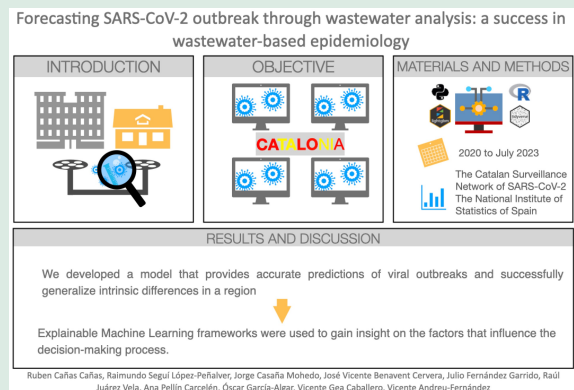 Forecasting SARS-CoV-2 outbreak through wastewater analysis: a success in
wastewater-based epidemiology
INTRODUCTION
OBJECTIVE
CATALONIA
MATERIALS AND METHODS
2020 to July 2023
The Catalan Surveillance
Network of SARS-CoV-2
The National Institute of
Statistics of Spain
RESULTS AND DISCUSSION
We developed a model that provides accurate predictions of viral outbreaks and successfully
generalize intrinsic differences in a region
Explainable Machine Learning frameworks were used to gain insight on the factors that influence the
decision-making process.
Ruben Cañas Cañas, Raimundo Seguí López-Peñalver, Jorge Casaña Mohedo, José Vicente Benavent Cervera, Julio Fernández Garrido, Raúl
Juárez Vela, Ana Pellín Carcelén, Óscar García-Algar, Vicente Gea Caballero, Vicente Andreu-Fernández